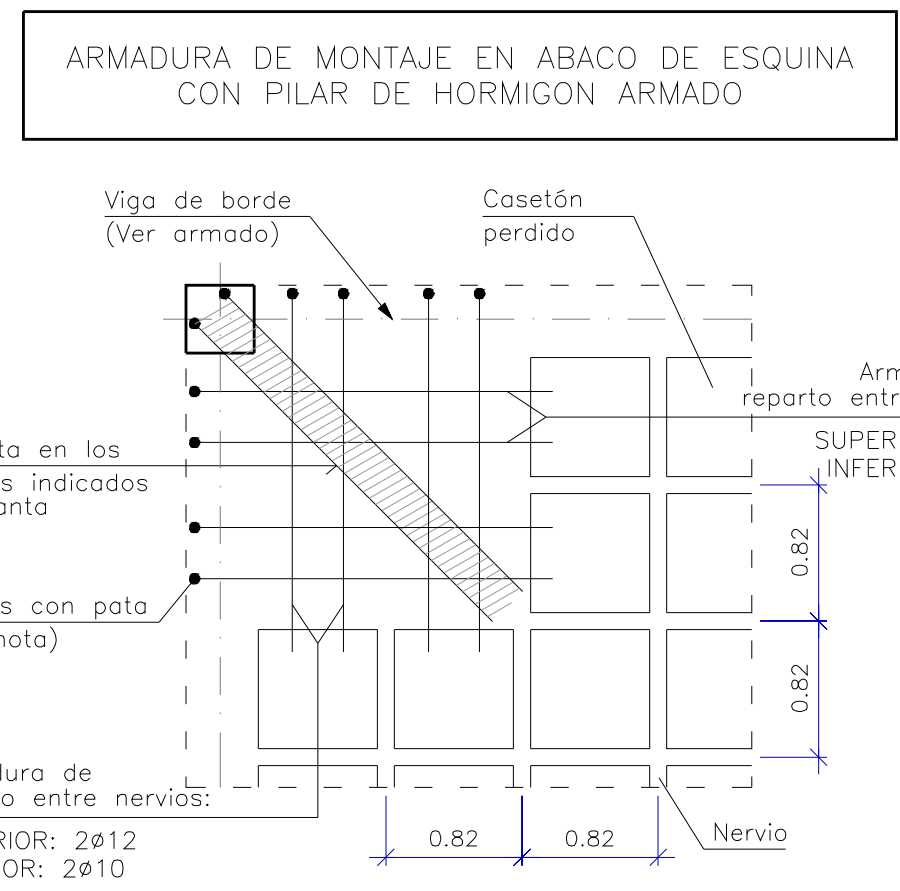 ARMADURA DE MONTAJE EN ABACO DE ESQUINA
CON PILAR DE HORMIGON ARMADO
Viga de borde
(Ver armado)
Casetón
perdido
Arm
reparto entr
SUPER
INFER
ta en los
s indicados
anta
0.82
s con pata
nota)
0.82
dura de
o entre nervios:
RIOR: 2ø12
OR: 2ø10
0.82
0.82
Nervio